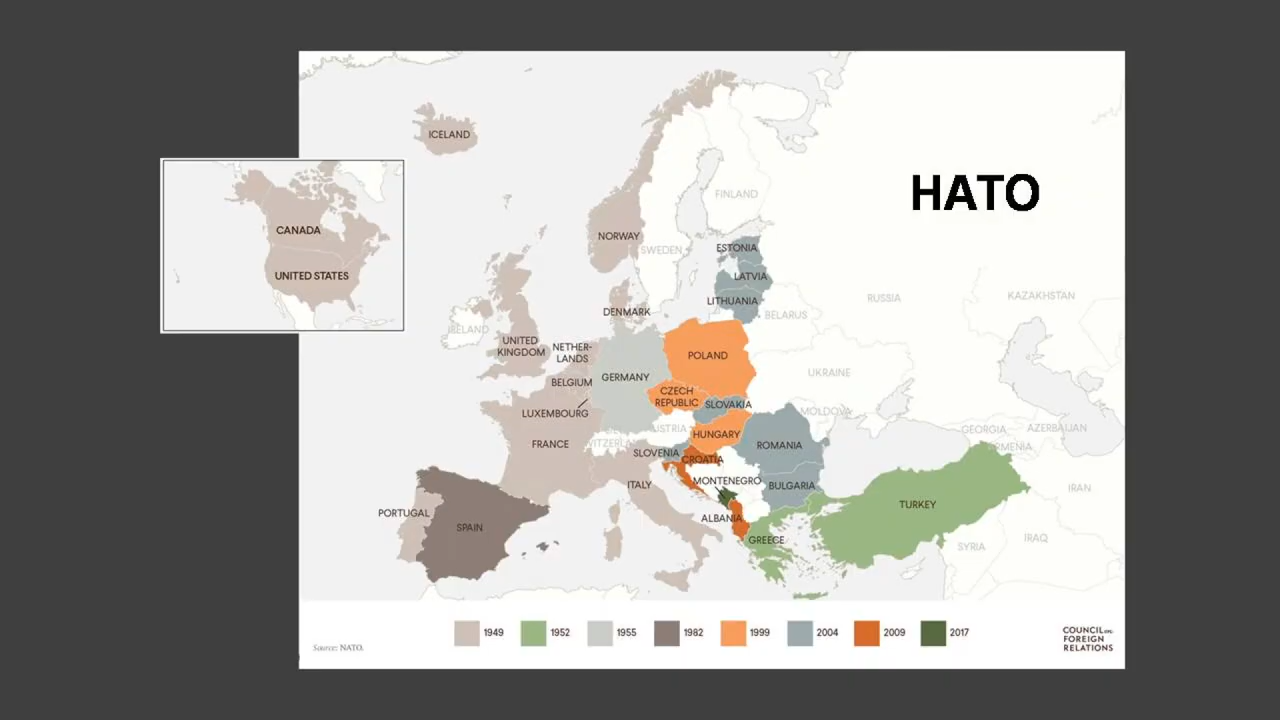 ICELAND
HATO
CANADA
FINLAND
NORWAY
SWEDEN
ESTONIA
UNITED STATES
LATVIA
RUSSIA
KAZAKHSTAN
LITHUANIA
DENMARK
BELARUS
IRELAND
UNITED
KINGDOM
NETHER-
LANDS
POLAND
UKRAINE
GERMANY
BELGIUM
CZECH
REPUBLIC
SLOVAKIA
LUXEMBOURG
MOLDOVA
USTRIA
HUNGARY
GEORGIA
AZERBAIJAN
FRANCE
WITZERLAN
ROMANIA
ARMENIA
SLOVENIA
CROATIA
ITALY
MONTENEGRO
BULGARIA
IRAN
PORTUGAL
SPAIN
ALBANIA
TURKEY
GREECE
SYRIA
IRAQ
1949
1952
1955
1982
1999
2004
2009
2017
Source: NATO.
COUNCIL on
FOREIGN
RELATIONS